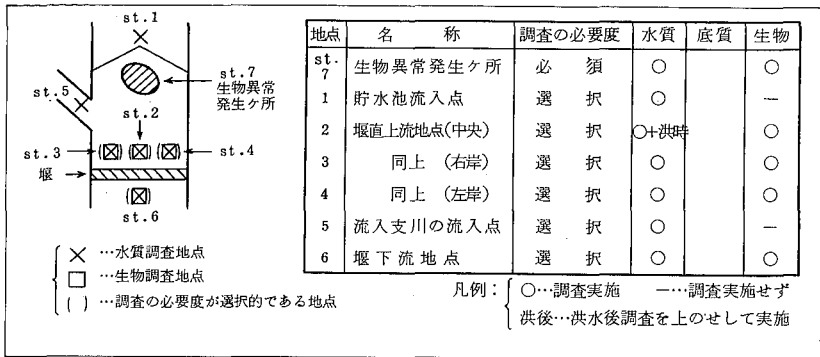 st.1
st.7
生物異常
発生ケ所
st.5
st.2
st.3
st.4
堰
st.6
×…水質調査地点
□…生物調査地点
( )…調査の必要度が選択的である地点
地点 名称 調査の必要度 水質 底質 生物
st.7 生物異常発生ケ所 必須 ○ ○
1 貯水池流入点 選択 ○ ー
2 堰直上流地点(中央) 選択 ○+洪時 ○
3 同上 (右岸) 選択 ○ ○
4 同上 (左岸) 選択 ○ ○
5 流入支川の流入点 選択 ○ ー
6 堰下流地点 選択 ○ ○
凡例：○…調査実施 ー…調査実施せず
洪後…洪水後調査を上のせして実施